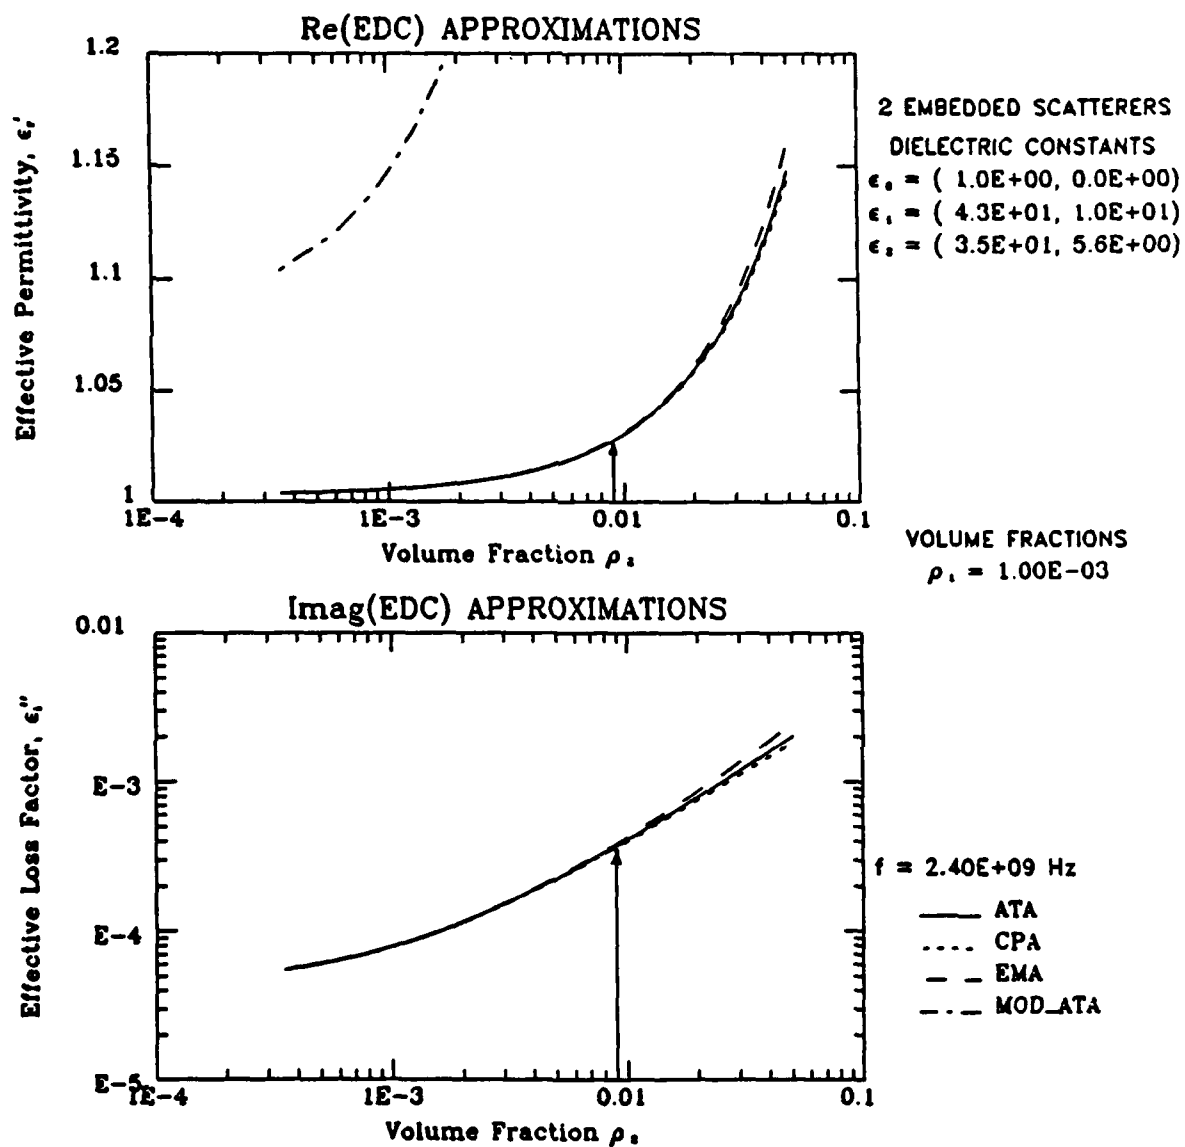 Re(EDC) APPROXIMATIONS
1.2
1.15
1.1
1.05
1
Effective Permittivity, ϵᵣ'
1E-4
1E-3
0.01
0.1
Volume Fraction ρ₂
2 EMBEDDED SCATTERERS
DIELECTRIC CONSTANTS
ϵ₀ = ( 1.0E+00, 0.0E+00)
ϵ₁ = ( 4.3E+01, 1.0E+01)
ϵ₂ = ( 3.5E+01, 5.6E+00)
VOLUME FRACTIONS
ρ₁ = 1.00E-03
Imag(EDC) APPROXIMATIONS
0.01
E-3
E-4
E-5
Effective Loss Factor, ϵᵢ''
1E-4
1E-3
0.01
0.1
Volume Fraction ρ₂
f = 2.40E+09 Hz
ATA
CPA
EMA
MOD_ATA